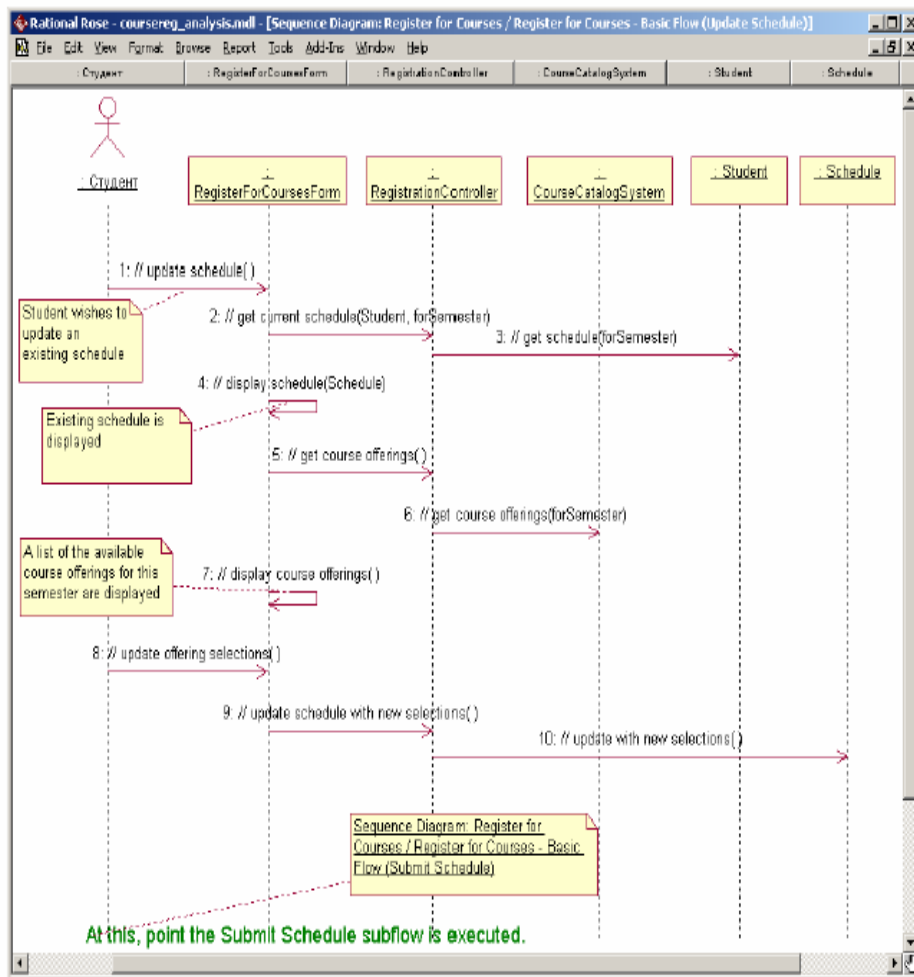 Rational Rose - coursereg_analysis.mdl - [Sequence Diagram: Register for Courses / Register for Courses - Basic Flow (Update Schedule)]
File Edit View Format Browse Report Tools Add-Ins Window Help
: Студент : RegisterForCoursesForm : RegistrationController : CourseCatalogSystem : Student : Schedule
: Студент
:
RegisterForCoursesForm
:
RegistrationController
:
CourseCatalogSystem
: Student
: Schedule
1: // update schedule( )
Student wishes to
update an
existing schedule
2: // get current schedule(Student, forSemester)
3: // get schedule(forSemester)
4: // display schedule(Schedule)
Existing schedule is
displayed
5: // get course offerings( )
6: // get course offerings(forSemester)
A list of the available
course offerings for this
semester are displayed
7: // display course offerings( )
8: // update offering selections( )
9: // update schedule with new selections( )
10: // update with new selections( )
Sequence Diagram: Register for
Courses / Register for Courses - Basic
Flow (Submit Schedule)
At this, point the Submit Schedule subflow is executed.